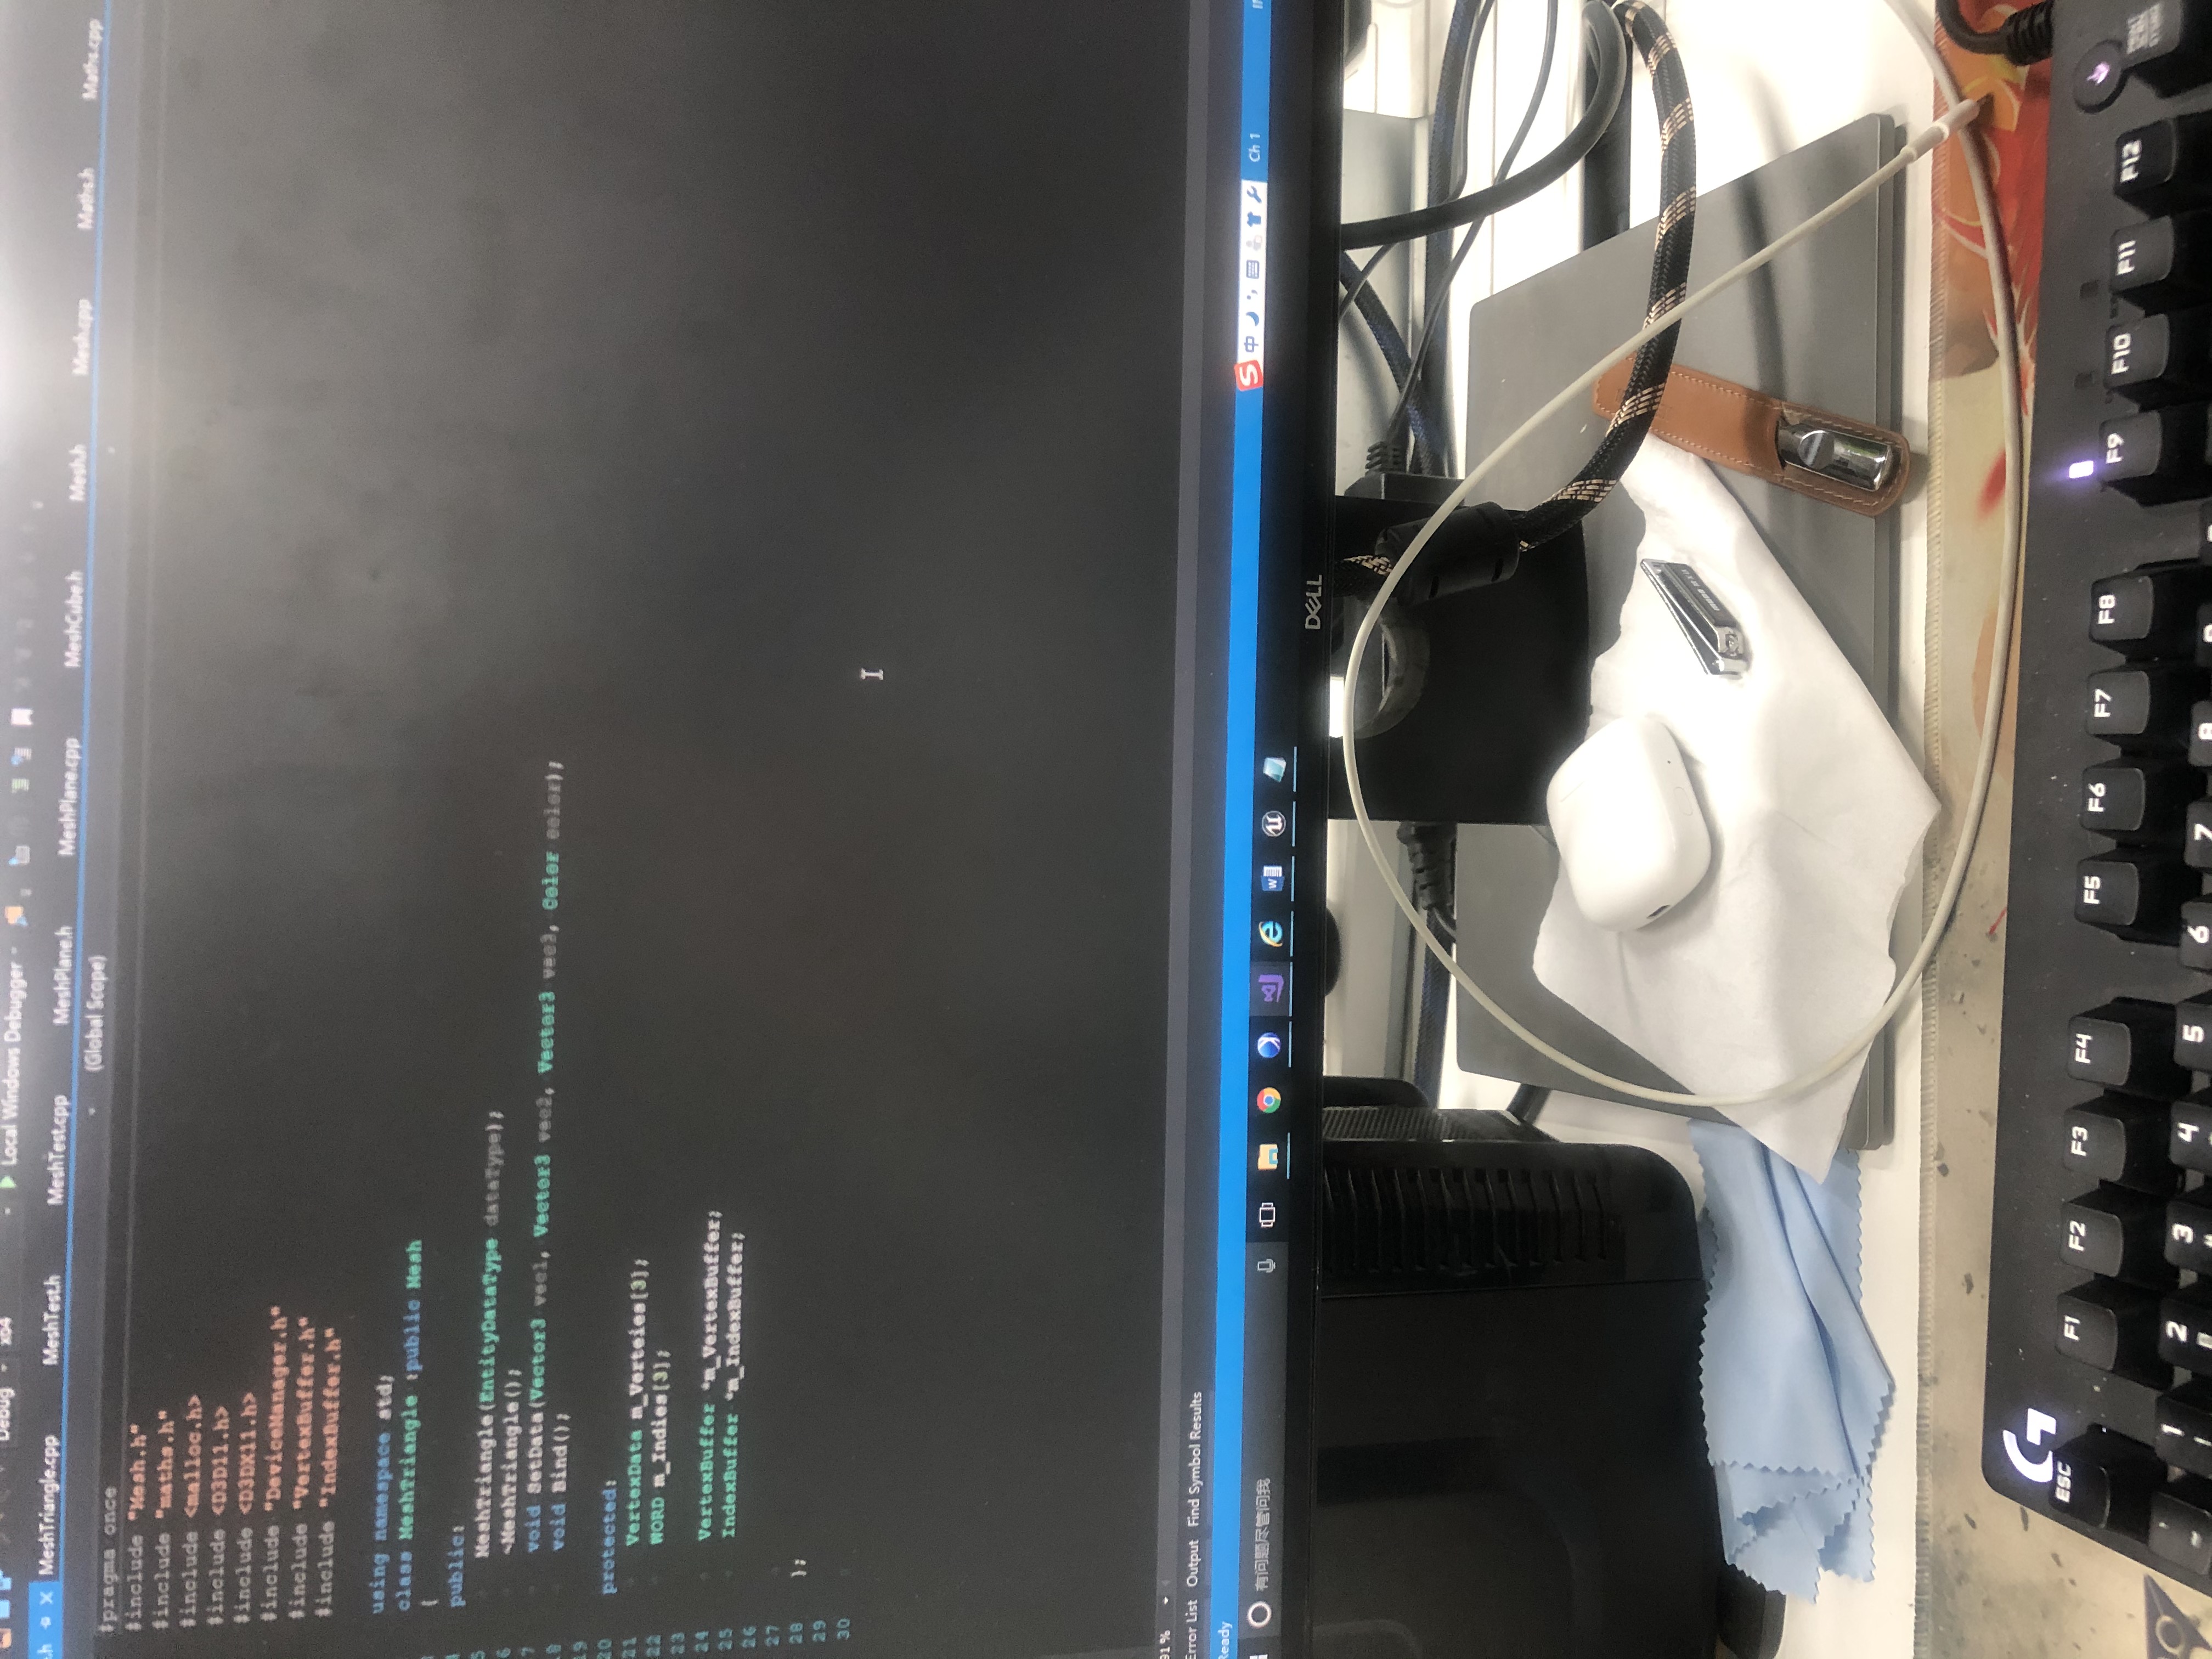 Debug x64 Local Windows Debugger
.h MeshTriangle.cpp MeshTest.h MeshTest.cpp MeshPlane.h MeshPlane.cpp MeshCube.h Mesh.h Mesh.cpp Maths.h Maths.cpp
(Global Scope)
#pragma once
#include "Mesh.h"
#include "maths.h"
#include <malloc.h>
#include <D3D11.h>
#include <D3DX11.h>
#include "DeviceManager.h"
#include "VertexBuffer.h"
#include "IndexBuffer.h"
using namespace std;
class MeshTriangle :public Mesh
{
public:
5 MeshTriangle(EntityDataType dataType);
6 ~MeshTriangle();
7 void SetData(Vector3 vec1, Vector3 vec2, Vector3 vec3, Color color);
8 void Bind();
19
20 protected:
21 VertexData m_Verteies[3];
22 WORD m_Indies[3];
23
24 VertexBuffer *m_VertexBuffer;
25 IndexBuffer *m_IndexBuffer;
26
27
28 };
29
30
91 %
Error List Output Find Symbol Results
Ready
中 Ch 1
有问题尽管问我
DELL
G
ESC F1 F2 F3 F4 F5 F6 F7 F8 F9 F10 F11 F12
~ 1 2 3 4 5 6 7 8